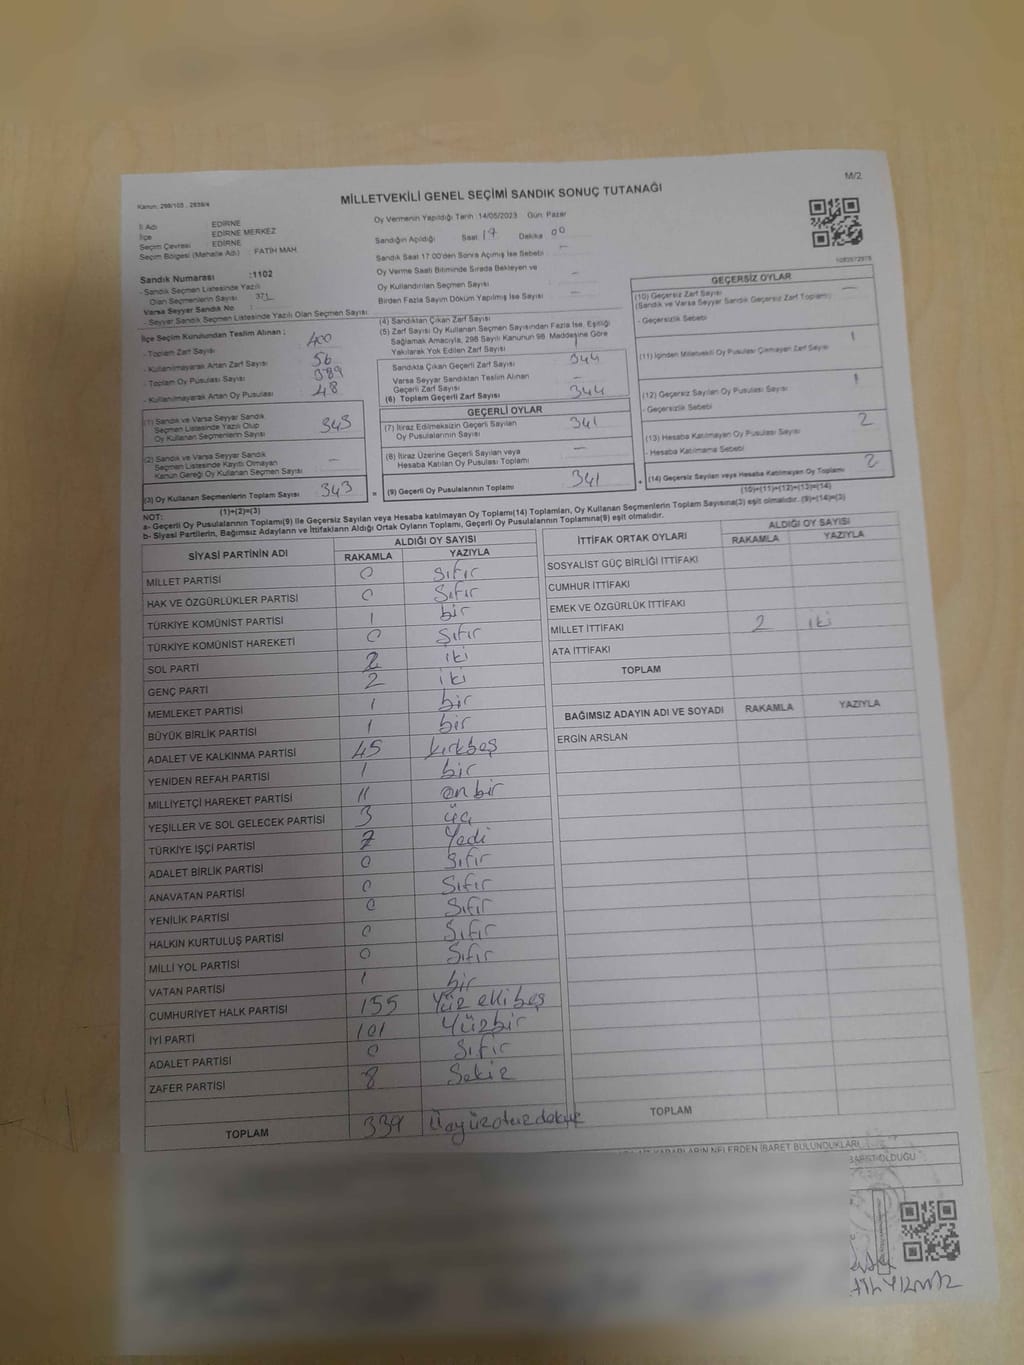 M/2
MİLLETVEKİLİ GENEL SEÇİMİ SANDIK SONUÇ TUTANAĞI
Kanun: 298/105 , 2839/4
İl Adı : EDİRNE
İlçe : EDİRNE MERKEZ
Seçim Çevresi : EDİRNE
Seçim Bölgesi (Mahalle Adı) : FATİH MAH.
Sandık Numarası :1102
- Sandık Seçmen Listesinde Yazılı
Olan Seçmenlerin Sayısı 371
Varsa Seyyar Sandık No :
- Seyyar Sandık Seçmen Listesinde Yazılı Olan Seçmen Sayısı
Oy Vermenin Yapıldığı Tarih :14/05/2023 Gün: Pazar
Sandığın Açıldığı Saat 17 Dakika 00
Sandık Saat 17:00'den Sonra Açılmış İse Sebebi : —
Oy Verme Saati Bitiminde Sırada Bekleyen ve
Oy Kullandırılan Seçmen Sayısı —
Birden Fazla Sayım Döküm Yapılmış İse Sayısı —
İlçe Seçim Kurulundan Teslim Alınan ;
- Toplam Zarf Sayısı 400
- Kullanılmayarak Artan Zarf Sayısı 56
- Toplam Oy Pusulası Sayısı 389
- Kullanılmayarak Artan Oy Pusulası 48
(1) Sandık ve Varsa Seyyar Sandık
Seçmen Listesinde Yazılı Olup
Oy Kullanan Seçmenlerin Sayısı 343
(2) Sandık ve Varsa Seyyar Sandık
Seçmen Listesinde Kayıtlı Olmayan
Kanun Gereği Oy Kullanan Seçmen Sayısı —
(3) Oy Kullanan Seçmenlerin Toplam Sayısı 343
(1)+(2)=(3)
(4) Sandıktan Çıkan Zarf Sayısı
(5) Zarf Sayısı Oy Kullanan Seçmen Sayısından Fazla İse, Eşitliği
Sağlamak Amacıyla, 298 Sayılı Kanunun 98. Maddesine Göre
Yakılarak Yok Edilen Zarf Sayısı
Sandıkta Çıkan Geçerli Zarf Sayısı 344
Varsa Seyyar Sandıktan Teslim Alınan
Geçerli Zarf Sayısı —
(6) Toplam Geçerli Zarf Sayısı 344
GEÇERLİ OYLAR
(7) İtiraz Edilmeksizin Geçerli Sayılan
Oy Pusulalarının Sayısı 341
(8) İtiraz Üzerine Geçerli Sayılan veya
Hesaba Katılan Oy Pusulası Toplamı —
= (9) Geçerli Oy Pusulalarının Toplamı 341
GEÇERSİZ OYLAR
(10) Geçersiz Zarf Sayısı —
(Sandık ve Varsa Seyyar Sandık Geçersiz Zarf Toplamı)
- Geçersizlik Sebebi
(11) İçinden Milletvekili Oy Pusulası Çıkmayan Zarf Sayısı 1
(12) Geçersiz Sayılan Oy Pusulası Sayısı 1
- Geçersizlik Sebebi
(13) Hesaba Katılmayan Oy Pusulası Sayısı 2
- Hesaba Katılmama Sebebi
+ (14) Geçersiz Sayılan veya Hesaba Katılmayan Oy Toplamı 2
(10)+(11)+(12)+(13)=(14)
NOT:
a- Geçerli Oy Pusulalarının Toplamı(9) ile Geçersiz Sayılan veya Hesaba katılmayan Oy Toplamı(14) Toplamları, Oy Kullanan Seçmenlerin Toplam Sayısına(3) eşit olmalıdır. (9)+(14)=(3)
b- Siyasi Partilerin, Bağımsız Adayların ve İttifakların Aldığı Ortak Oyların Toplamı, Geçerli Oy Pusulalarının Toplamına(9) eşit olmalıdır.
SİYASİ PARTİNİN ADI ALDIĞI OY SAYISI
RAKAMLA YAZIYLA
MİLLET PARTİSİ 0 Sıfır
HAK VE ÖZGÜRLÜKLER PARTİSİ 0 Sıfır
TÜRKİYE KOMÜNİST PARTİSİ 1 bir
TÜRKİYE KOMÜNİST HAREKETİ 0 Sıfır
SOL PARTİ 2 iki
GENÇ PARTİ 2 iki
MEMLEKET PARTİSİ 1 bir
BÜYÜK BİRLİK PARTİSİ 1 bir
ADALET VE KALKINMA PARTİSİ 45 kırkbeş
YENİDEN REFAH PARTİSİ 1 bir
MİLLİYETÇİ HAREKET PARTİSİ 11 on bir
YEŞİLLER VE SOL GELECEK PARTİSİ 3 üç
TÜRKİYE İŞÇİ PARTİSİ 7 Yedi
ADALET BİRLİK PARTİSİ 0 Sıfır
ANAVATAN PARTİSİ 0 Sıfır
YENİLİK PARTİSİ 0 Sıfır
HALKIN KURTULUŞ PARTİSİ 0 Sıfır
MİLLİ YOL PARTİSİ 0 Sıfır
VATAN PARTİSİ 1 bir
CUMHURİYET HALK PARTİSİ 155 Yüz ellibeş
İYİ PARTİ 101 Yüzbir
ADALET PARTİSİ 0 Sıfır
ZAFER PARTİSİ 8 Sekiz
TOPLAM 339 Üçyüzotuzdokuz
İTTİFAK ORTAK OYLARI ALDIĞI OY SAYISI
RAKAMLA YAZIYLA
SOSYALİST GÜÇ BİRLİĞİ İTTİFAKI
CUMHUR İTTİFAKI
EMEK VE ÖZGÜRLÜK İTTİFAKI
MİLLET İTTİFAKI 2 iki
ATA İTTİFAKI
TOPLAM
BAĞIMSIZ ADAYIN ADI VE SOYADI RAKAMLA YAZIYLA
ERGİN ARSLAN
TOPLAM
KARARLARIN NELERDEN İBARET BULUNDUKLARI